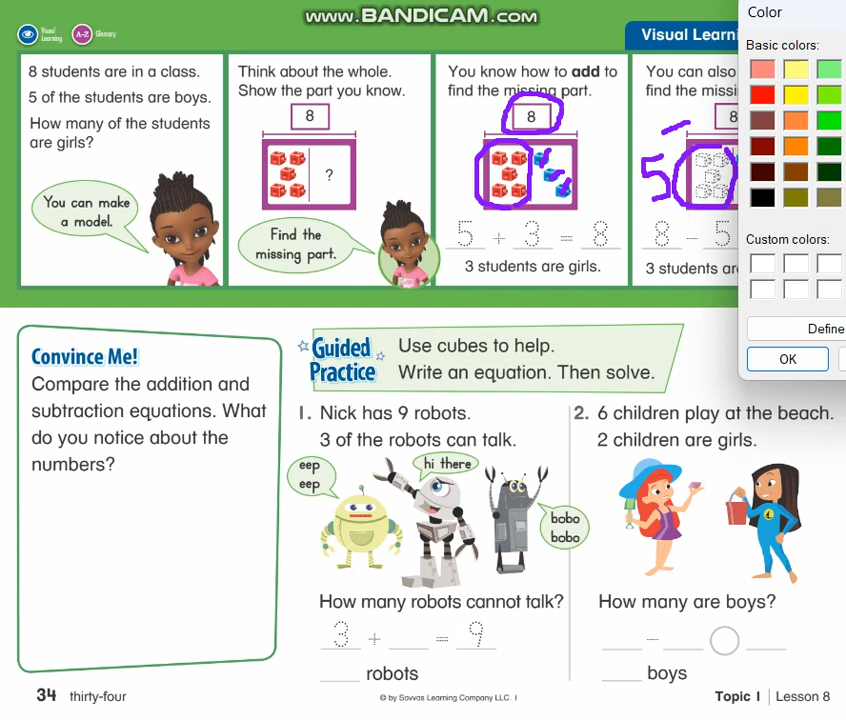 www.BANDICAM.com
Visual Learning
A-Z Glossary
Visual Learni
Color
Basic colors:
8 students are in a class.
5 of the students are boys.
How many of the students
are girls?
You can make
a model.
Think about the whole.
Show the part you know.
8
?
Find the
missing part.
You know how to add to
find the missing part.
8
5 + 3 = 8
3 students are girls.
You can also
find the missi
8
5
8 - 5
3 students ar
Custom colors:
Define
OK
Convince Me!
Compare the addition and
subtraction equations. What
do you notice about the
numbers?
Guided
Practice
Use cubes to help.
Write an equation. Then solve.
1. Nick has 9 robots.
3 of the robots can talk.
eep
eep
hi there
bobo
bobo
How many robots cannot talk?
3 + ___ = 9
___ robots
2. 6 children play at the beach.
2 children are girls.
How many are boys?
___ - ___ ◯ ___
___ boys
34 thirty-four
© by Savvas Learning Company LLC. 1
Topic 1 | Lesson 8